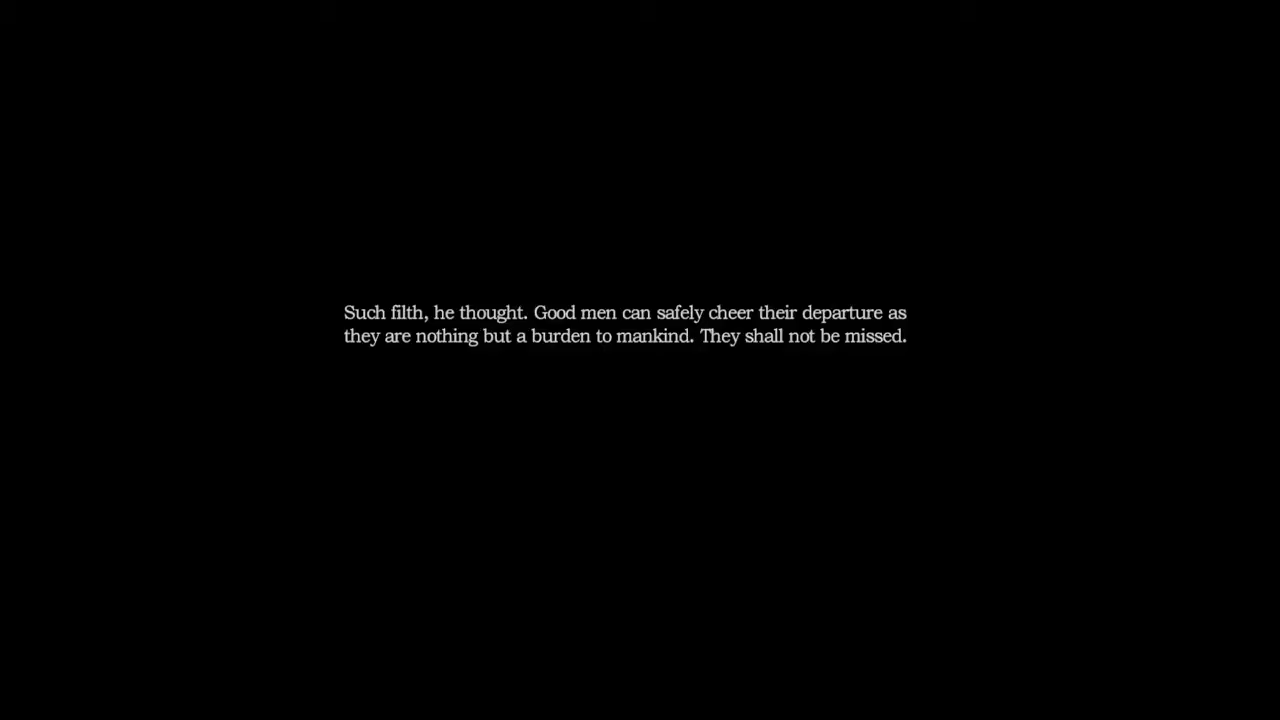 Such filth, he thought. Good men can safely cheer their departure as
they are nothing but a burden to mankind. They shall not be missed.